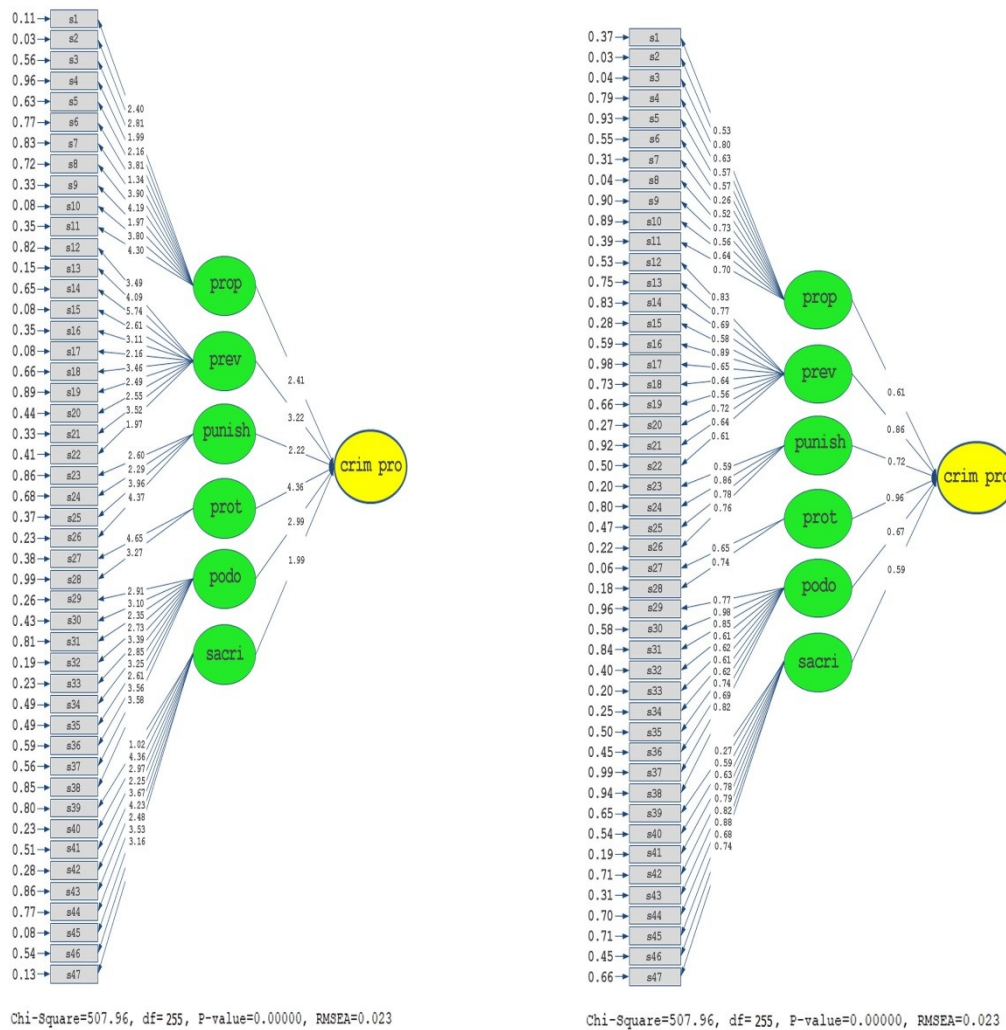 0.11 s1
0.03 s2
0.56 s3
0.96 s4
0.63 s5
0.77 s6
0.83 s7
0.72 s8
0.33 s9
0.08 s10
0.35 s11
0.82 s12
0.15 s13
0.65 s14
0.08 s15
0.35 s16
0.08 s17
0.66 s18
0.89 s19
0.44 s20
0.33 s21
0.41 s22
0.86 s23
0.68 s24
0.37 s25
0.23 s26
0.38 s27
0.99 s28
0.26 s29
0.43 s30
0.81 s31
0.19 s32
0.23 s33
0.49 s34
0.49 s35
0.59 s36
0.56 s37
0.85 s38
0.80 s39
0.23 s40
0.51 s41
0.28 s42
0.86 s43
0.77 s44
0.08 s45
0.54 s46
0.13 s47
2.40
2.81
1.99
2.16
3.81
1.34
3.90
4.19
1.97
3.80
4.30
3.49
4.09
5.74
2.61
3.11
2.16
3.46
2.49
2.55
3.52
1.97
2.60
2.29
3.96
4.37
4.65
3.27
2.91
3.10
2.35
2.73
3.39
2.85
3.25
2.61
3.56
3.58
1.02
4.36
2.97
2.25
3.67
4.23
2.48
3.53
3.16
prop
prev
punish
prot
podo
sacri
2.41
3.22
2.22
4.36
2.99
1.99
crim pro
Chi-Square=507.96, df=255, P-value=0.00000, RMSEA=0.023
0.37 s1
0.03 s2
0.04 s3
0.79 s4
0.93 s5
0.55 s6
0.31 s7
0.04 s8
0.90 s9
0.89 s10
0.39 s11
0.53 s12
0.75 s13
0.83 s14
0.28 s15
0.59 s16
0.98 s17
0.73 s18
0.66 s19
0.27 s20
0.92 s21
0.50 s22
0.20 s23
0.80 s24
0.47 s25
0.22 s26
0.06 s27
0.18 s28
0.96 s29
0.58 s30
0.84 s31
0.40 s32
0.20 s33
0.25 s34
0.50 s35
0.45 s36
0.99 s37
0.94 s38
0.65 s39
0.54 s40
0.19 s41
0.71 s42
0.31 s43
0.70 s44
0.71 s45
0.45 s46
0.66 s47
0.53
0.80
0.63
0.57
0.57
0.26
0.52
0.73
0.56
0.64
0.70
0.83
0.77
0.69
0.58
0.89
0.65
0.64
0.56
0.72
0.64
0.61
0.59
0.86
0.78
0.76
0.65
0.74
0.77
0.98
0.85
0.61
0.62
0.61
0.62
0.74
0.69
0.82
0.27
0.59
0.63
0.78
0.79
0.82
0.88
0.68
0.74
prop
prev
punish
prot
podo
sacri
0.61
0.86
0.72
0.96
0.67
0.59
crim pro
Chi-Square=507.96, df=255, P-value=0.00000, RMSEA=0.023